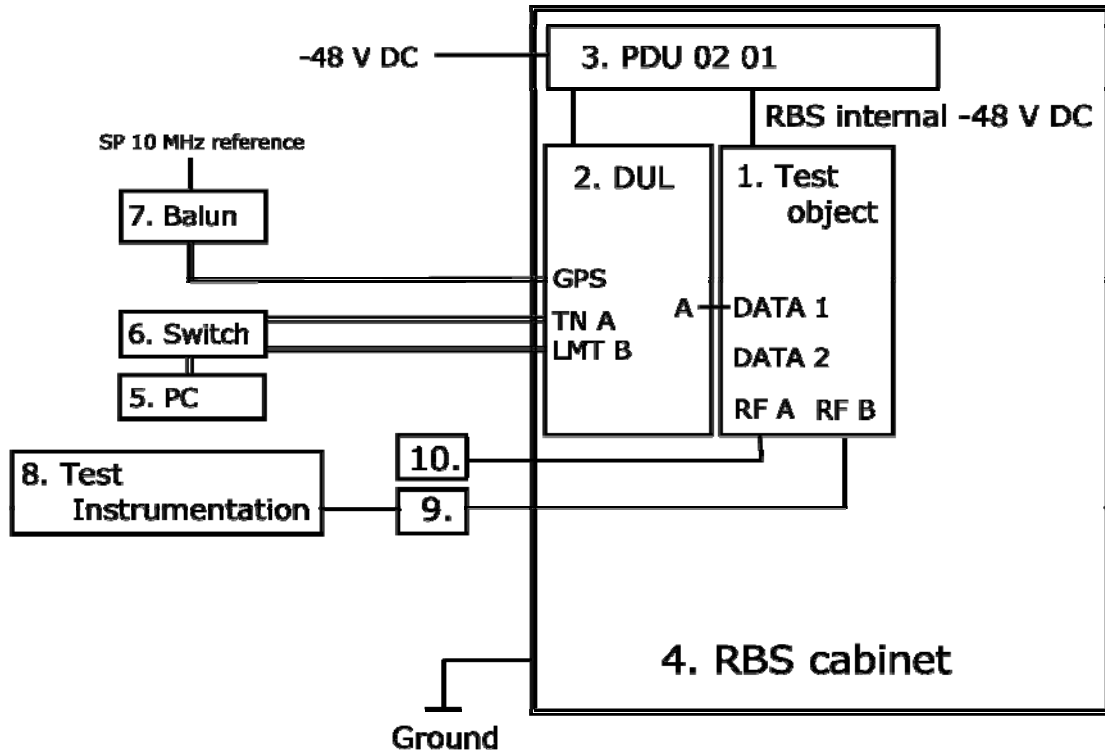 -48 V DC
3. PDU 02 01
RBS internal -48 V DC
SP 10 MHz reference
7. Balun
2. DUL
1. Test
object
GPS
TN A
LMT B
A
DATA 1
DATA 2
RF A RF B
6. Switch
5. PC
8. Test
Instrumentation
10.
9.
4. RBS cabinet
Ground